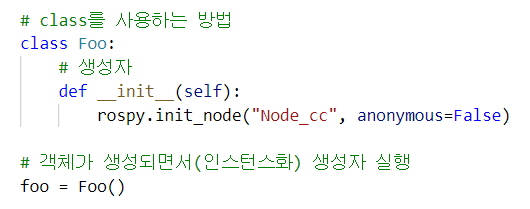 # class를 사용하는 방법
class Foo:
    # 생성자
    def __init__(self):
        rospy.init_node("Node_cc", anonymous=False)

# 객체가 생성되면서(인스턴스화) 생성자 실행
foo = Foo()